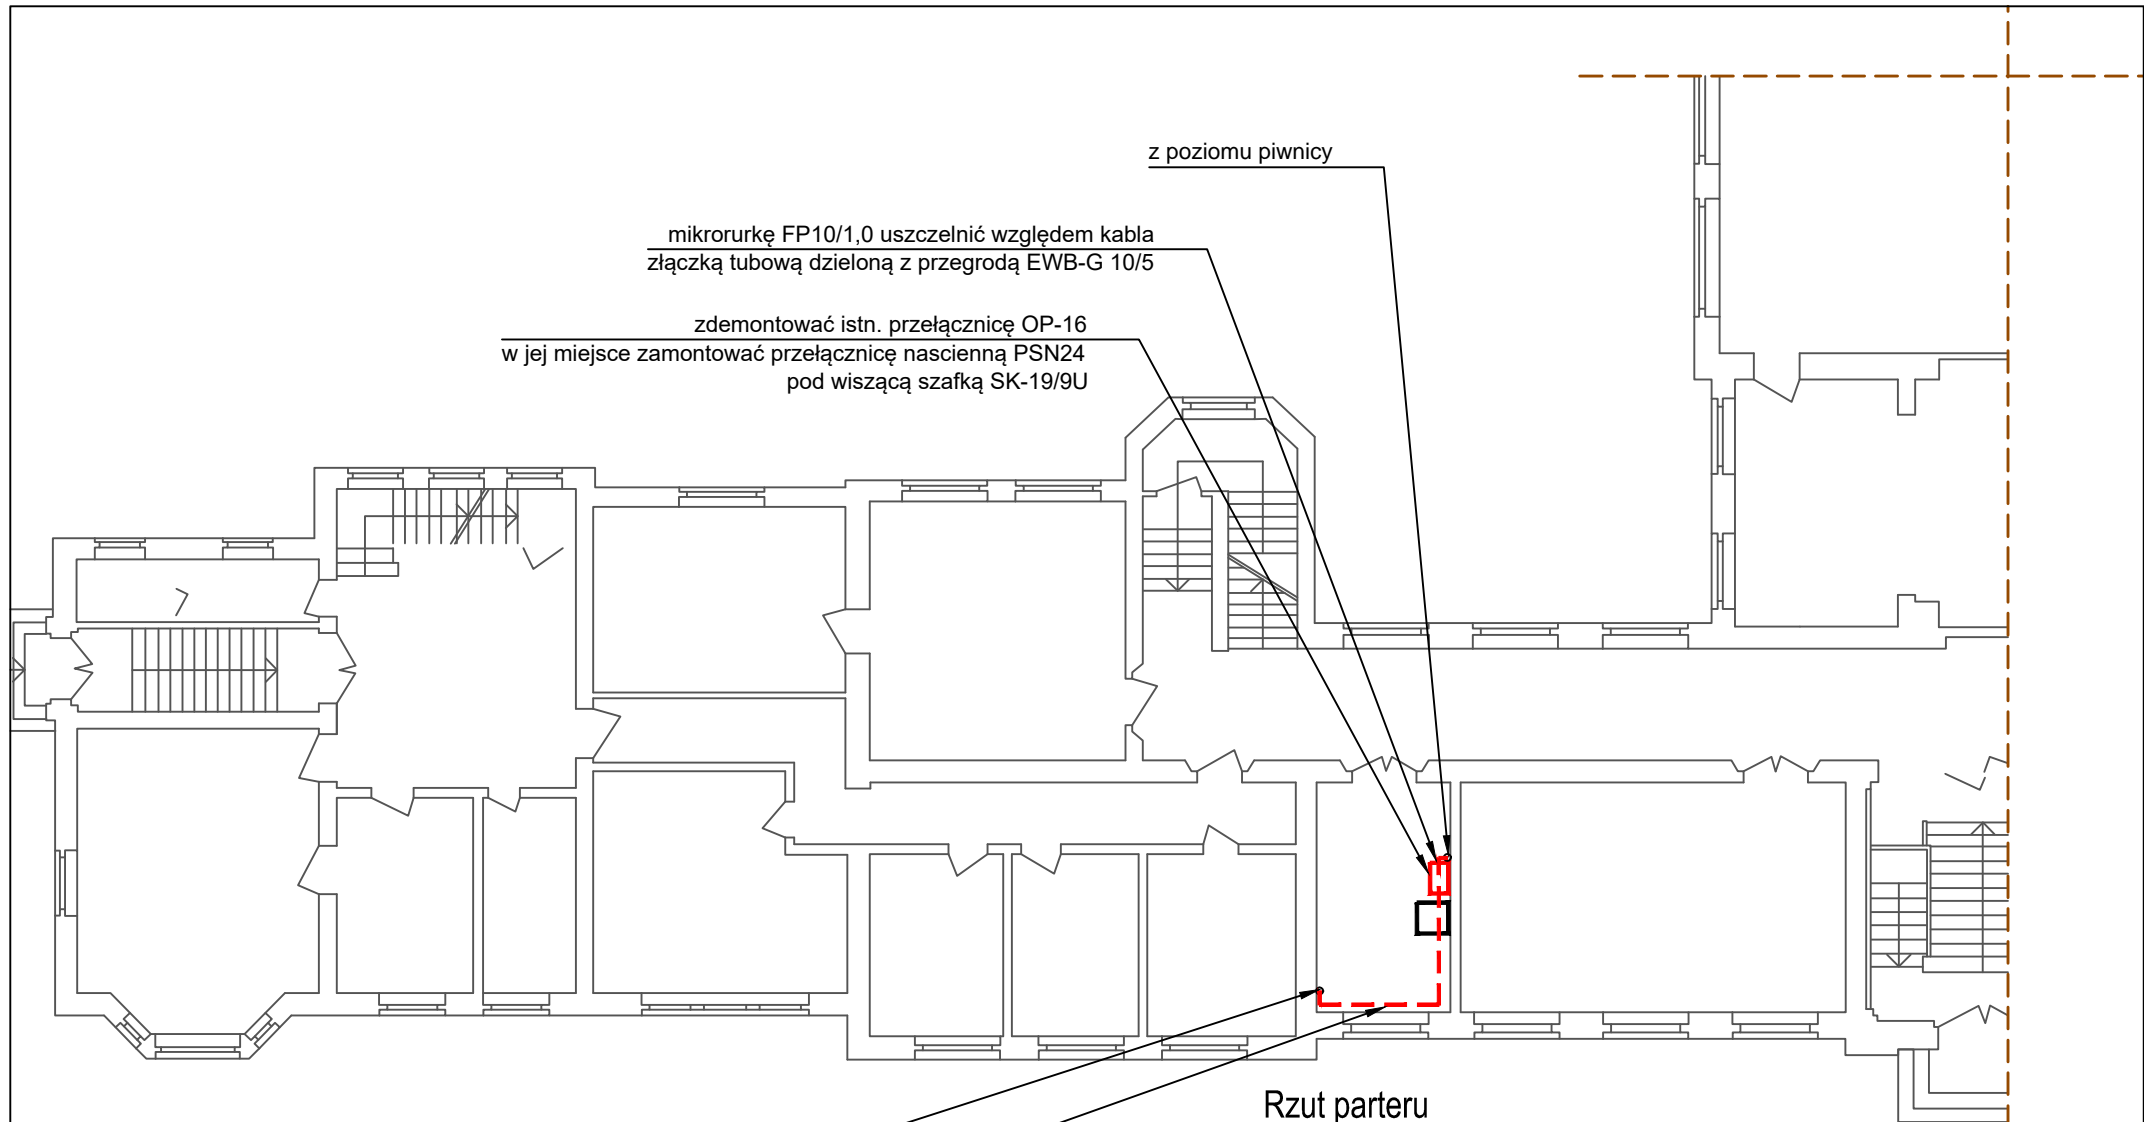 z poziomu piwnicy
mikrorurkę FP10/1,0 uszczelnić względem kabla
złączką tubową dzieloną z przegrodą EWB-G 10/5
zdemontować istn. przełącznicę OP-16
w jej miejsce zamontować przełącznicę nascienną PSN24
pod wiszącą szafką SK-19/9U
Rzut parteru